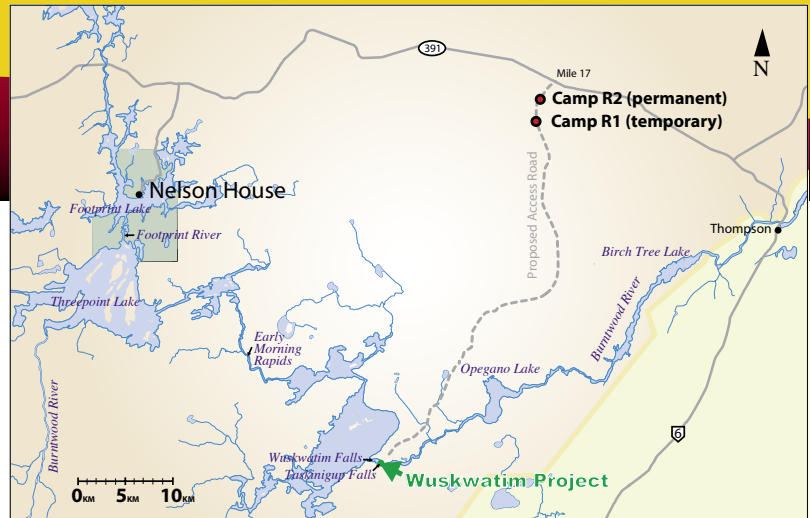 391
N
Mile 17
Camp R2 (permanent)
Camp R1 (temporary)
Proposed Access Road
Nelson House
Footprint Lake
Footprint River
Thompson
Birch Tree Lake
Threepoint Lake
Burntwood River
Early
Morning
Rapids
Opegano Lake
Burntwood River
6
Wuskwatim Falls
Taskinigup Falls
Wuskwatim Project
0KM 5KM 10KM